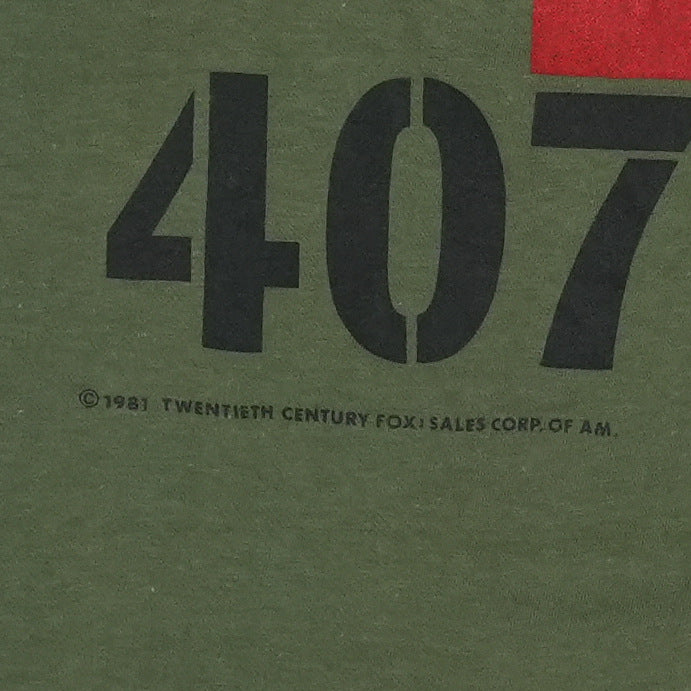 407
© 1981 TWENTIETH CENTURY FOX: SALES CORP. OF AM.